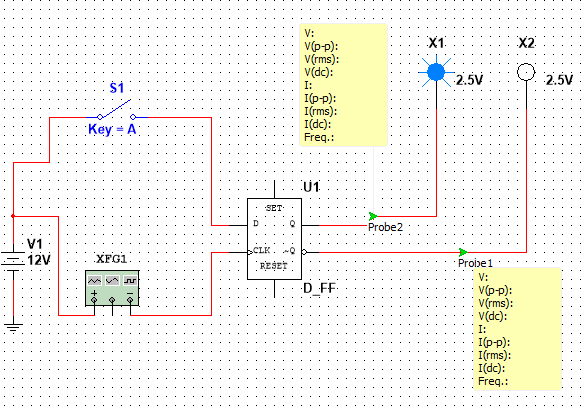 V:
V(p-p):
V(rms):
V(dc):
I:
I(p-p):
I(rms):
I(dc):
Freq.:
X1
2.5V
X2
2.5V
S1
Key = A
U1
SET
D
Q
CLK
~Q
RESET
D_FF
Probe2
Probe1
V1
12V
XFG1
+
−
V:
V(p-p):
V(rms):
V(dc):
I:
I(p-p):
I(rms):
I(dc):
Freq.: